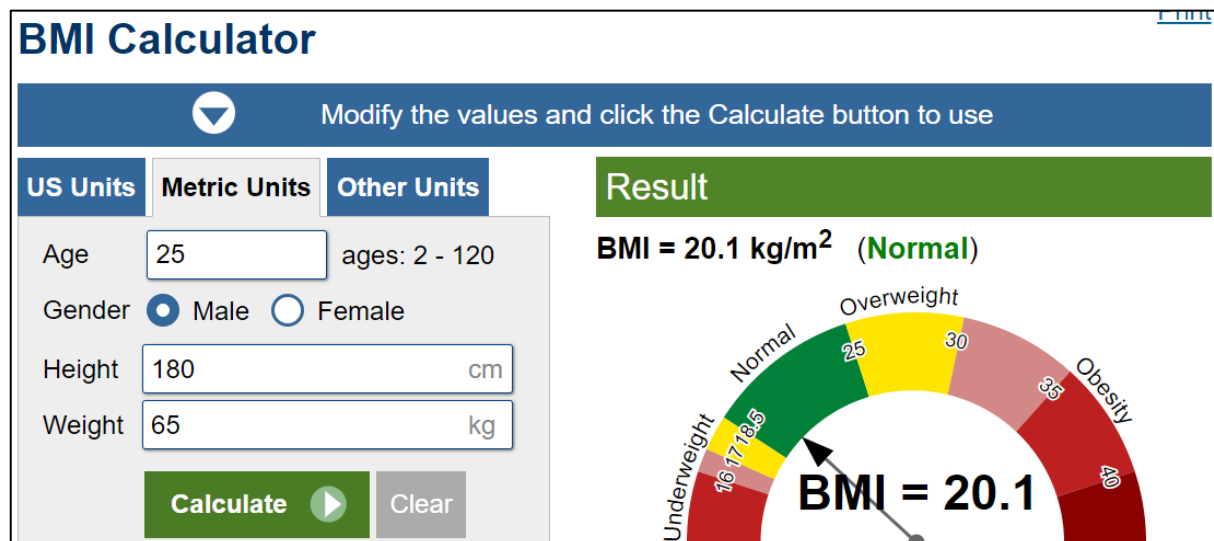 Print
BMI Calculator
Modify the values and click the Calculate button to use
US Units
Metric Units
Other Units
Age
25
ages: 2 - 120
Gender
Male
Female
Height
180
cm
Weight
65
kg
Calculate
Clear
Result
BMI = 20.1 kg/m² (Normal)
Underweight
Normal
Overweight
Obesity
16
17
18.5
25
30
35
40
BMI = 20.1